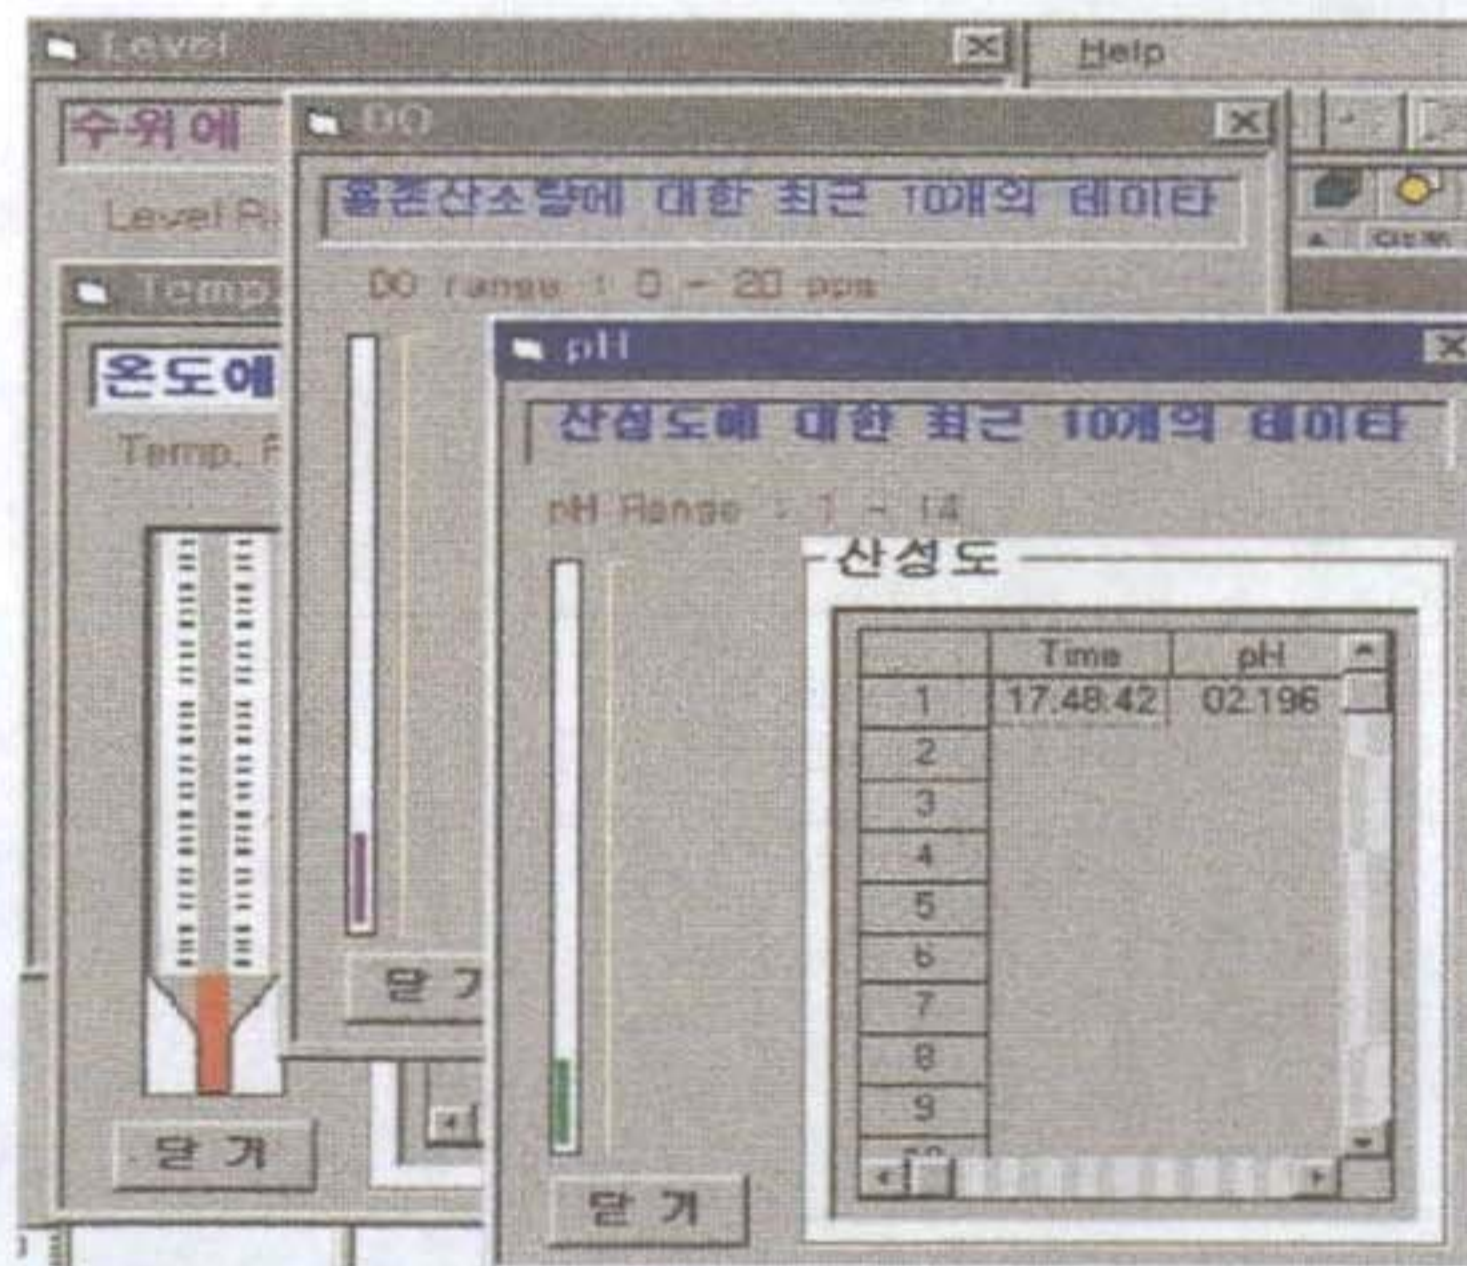 Level
Help
수위에
DO
용존산소량에 대한 최근 10개의 데이타
Level
CLEAR
Temp
DO range : 0 - 20 ppm
온도에
pH
산성도에 대한 최근 10개의 데이타
Temp.
pH Range : 1 - 14
산성도
Time pH
1 17:48:42 02.196
2
3
4
5
6
7
8
9
10
닫
닫 기
닫 기